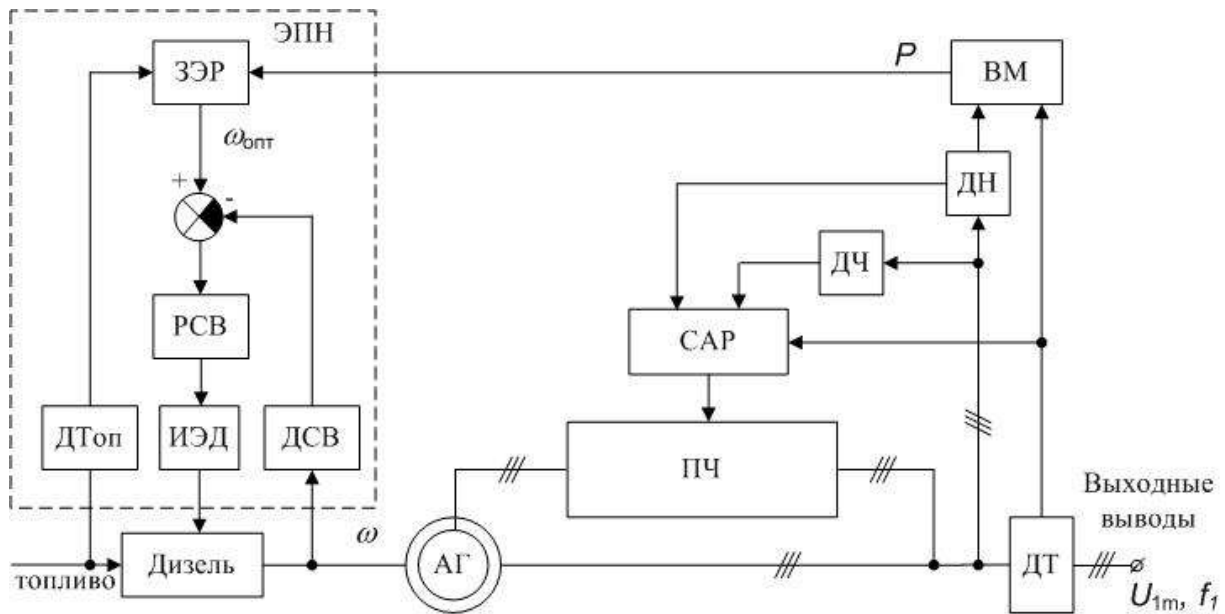 ЭПН
ЗЭР
P
ВМ
ωопт
+
-
ДН
ДЧ
РСВ
САР
ДТоп
ИЭД
ДСВ
ПЧ
Выходные
выводы
ω
топливо
Дизель
АГ
ДТ
U1m, f1